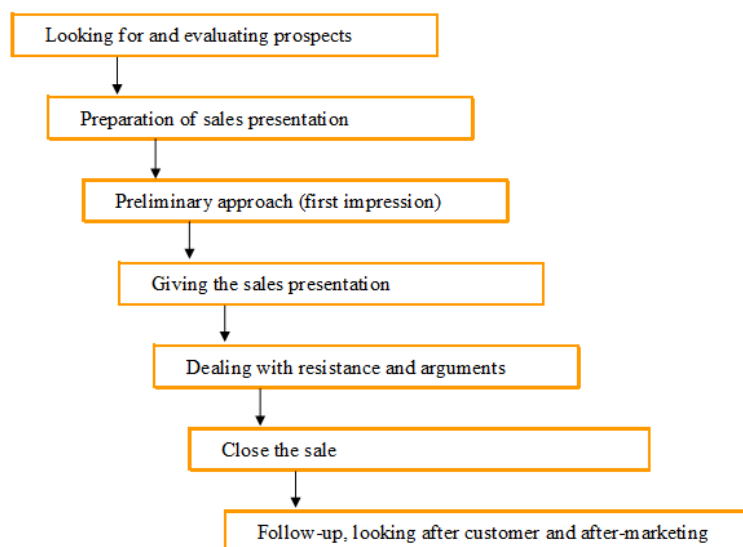 Looking for and evaluating prospects
Preparation of sales presentation
Preliminary approach (first impression)
Giving the sales presentation
Dealing with resistance and arguments
Close the sale
Follow-up, looking after customer and after-marketing